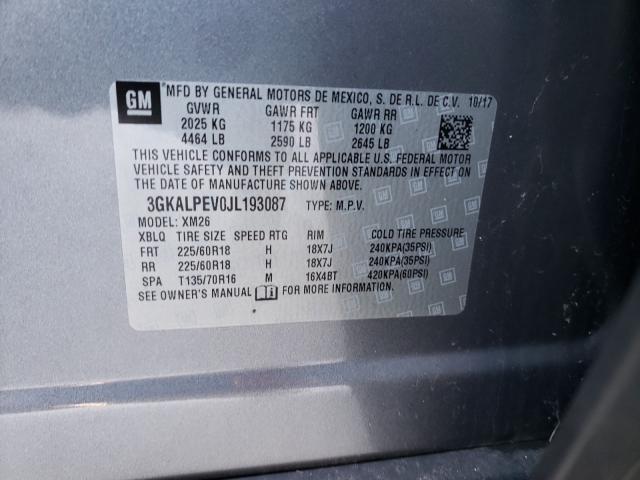 GM MFD BY GENERAL MOTORS DE MEXICO, S. DE R.L. DE C.V. 10/17
GVWR GAWR FRT GAWR RR
2025 KG 1175 KG 1200 KG
4464 LB 2590 LB 2645 LB
THIS VEHICLE CONFORMS TO ALL APPLICABLE U.S. FEDERAL MOTOR
VEHICLE SAFETY AND THEFT PREVENTION STANDARDS IN EFFECT ON
DATE OF MANUFACTURE SHOWN ABOVE.
3GKALPEV0JL193087 TYPE: M.P.V.
MODEL: XM26
XBLQ TIRE SIZE SPEED RTG RIM COLD TIRE PRESSURE
FRT 225/60R18 H 18X7J 240KPA(35PSI)
RR 225/60R18 H 18X7J 240KPA(35PSI)
SPA T135/70R16 M 16X4BT 420KPA(60PSI)
SEE OWNER'S MANUAL FOR MORE INFORMATION.